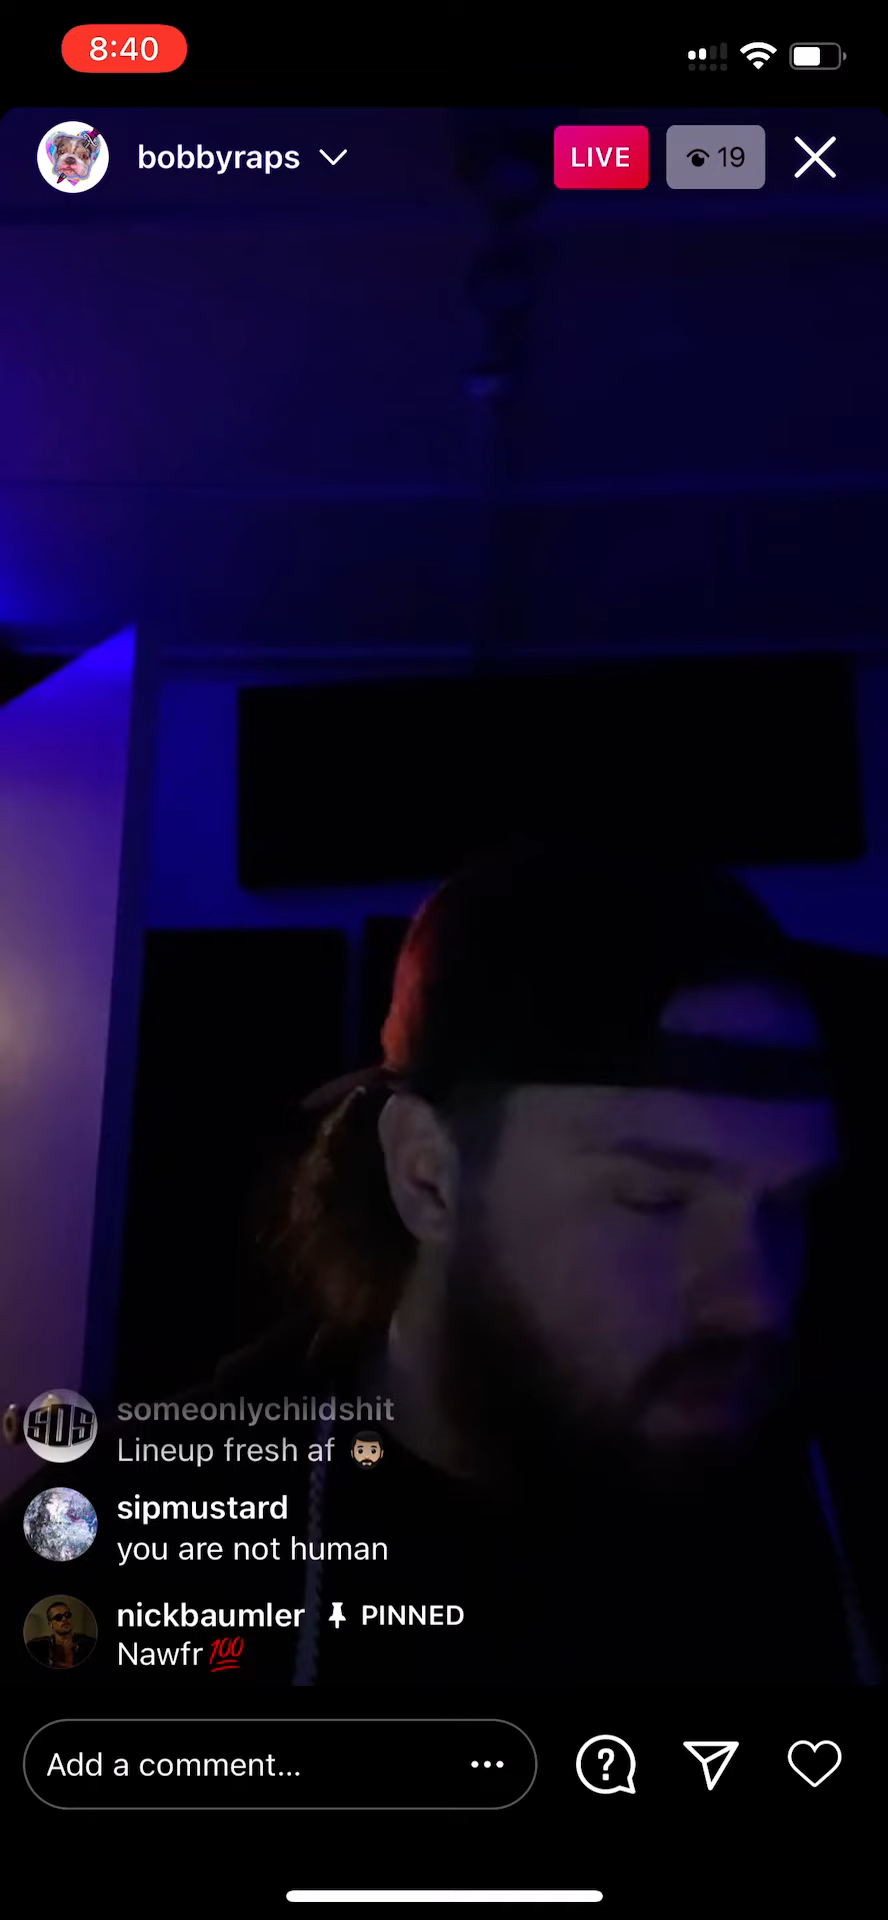 8:40
bobbyraps
LIVE
19
SOS
someonlychildshit
Lineup fresh af 🧔🏻
sipmustard
you are not human
nickbaumler PINNED
Nawfr 💯
Add a comment...